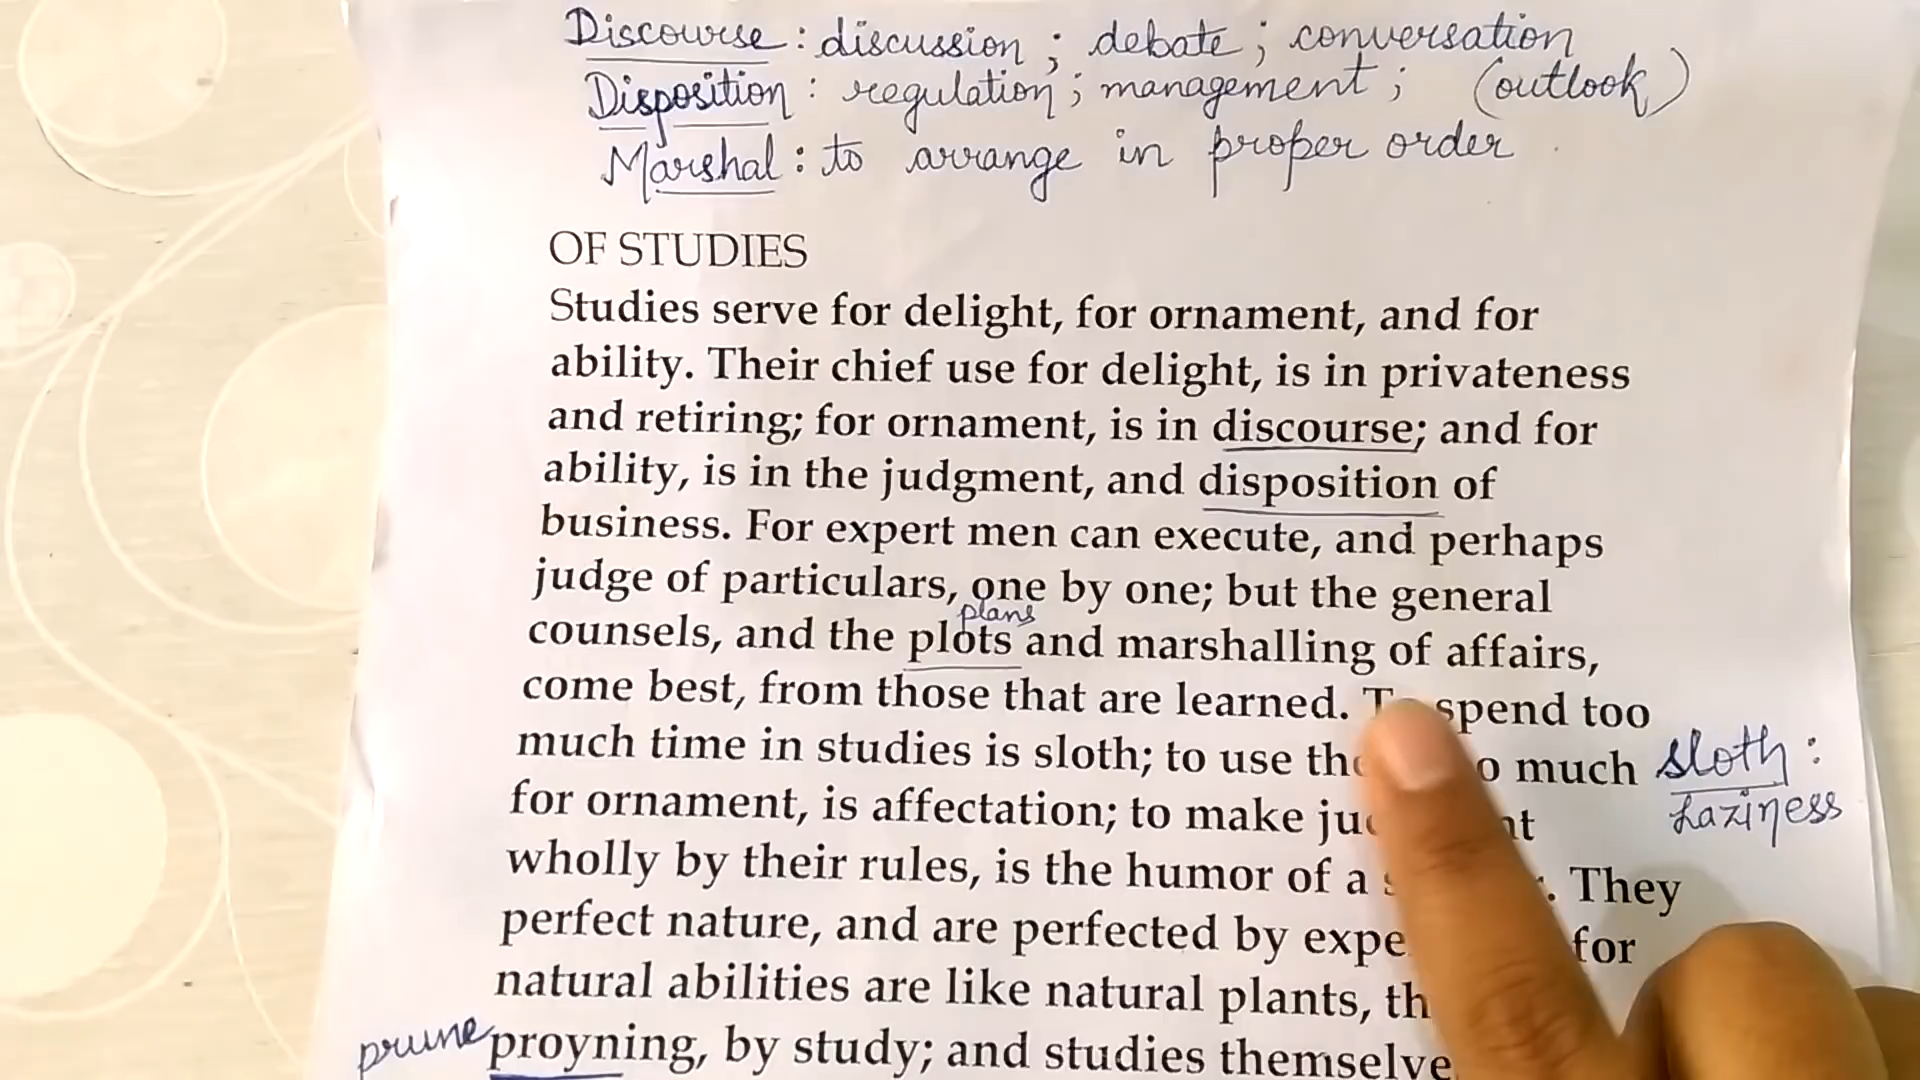 Discourse : discussion ; debate ; conversation
Disposition : regulation ; management ; (outlook)
Marshal : to arrange in proper order
OF STUDIES
Studies serve for delight, for ornament, and for
ability. Their chief use for delight, is in privateness
and retiring; for ornament, is in discourse; and for
ability, is in the judgment, and disposition of
business. For expert men can execute, and perhaps
judge of particulars, one by one; but the general
plans
counsels, and the plots and marshalling of affairs,
come best, from those that are learned. To spend too
much time in studies is sloth; to use much
sloth :
Laziness
for ornament, is affectation; to make
wholly by their rules, is the humor of a They
perfect nature, and are perfected by for
natural abilities are like natural plants,
prune
proyning, by study; and studies